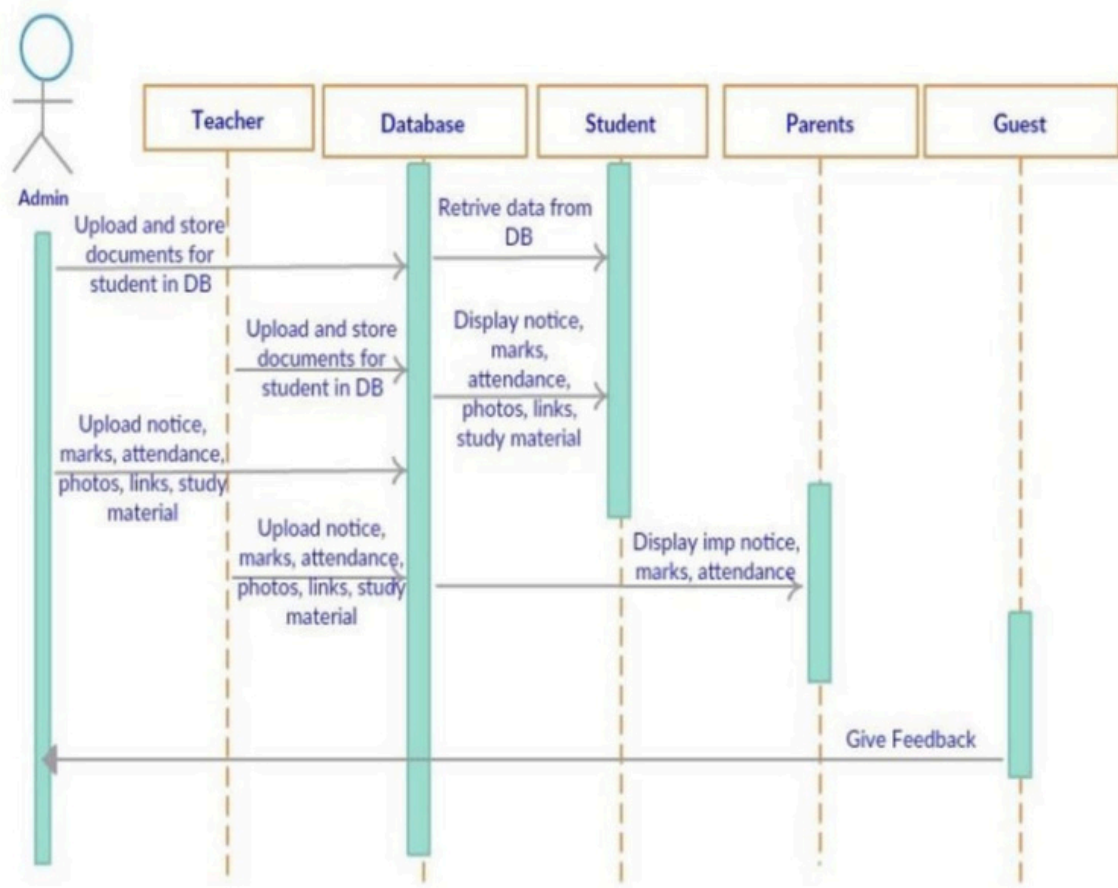 Teacher
Database
Student
Parents
Guest
Admin
Upload and store
documents for
student in DB
Retrive data from
DB
Upload and store
documents for
student in DB
Display notice,
marks,
attendance,
photos, links,
study material
Upload notice,
marks, attendance,
photos, links, study
material
Upload notice,
marks, attendance,
photos, links, study
material
Display imp notice,
marks, attendance
Give Feedback